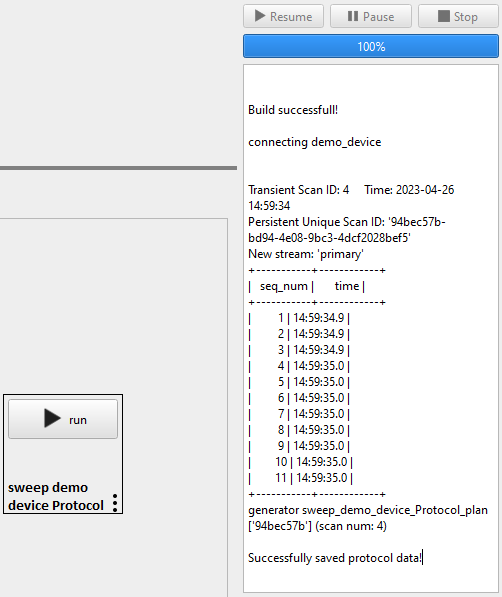 Resume Pause Stop
100%
Build successfull!
connecting demo_device
Transient Scan ID: 4     Time: 2023-04-26
14:59:34
Persistent Unique Scan ID: '94bec57b-
bd94-4e08-9bc3-4dcf2028bef5'
New stream: 'primary'
+-----------+------------+
|   seq_num |       time |
+-----------+------------+
|         1 | 14:59:34.9 |
|         2 | 14:59:34.9 |
|         3 | 14:59:34.9 |
|         4 | 14:59:35.0 |
|         5 | 14:59:35.0 |
|         6 | 14:59:35.0 |
|         7 | 14:59:35.0 |
|         8 | 14:59:35.0 |
|         9 | 14:59:35.0 |
|        10 | 14:59:35.0 |
|        11 | 14:59:35.0 |
+-----------+------------+
generator sweep_demo_device_Protocol_plan
['94bec57b'] (scan num: 4)
Successfully saved protocol data!
run
sweep demo
device Protocol